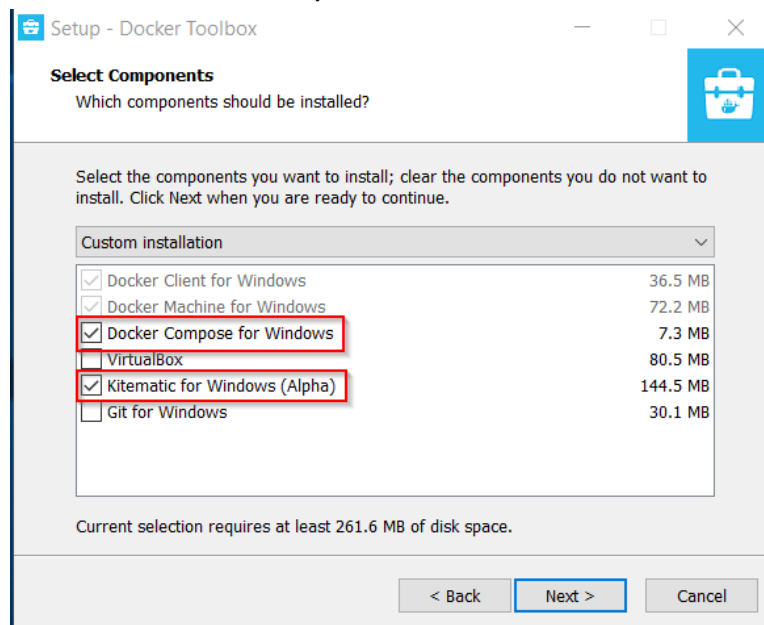 Setup - Docker Toolbox
Select Components
Which components should be installed?
Select the components you want to install; clear the components you do not want to
install. Click Next when you are ready to continue.
Custom installation
Docker Client for Windows 36.5 MB
Docker Machine for Windows 72.2 MB
Docker Compose for Windows 7.3 MB
VirtualBox 80.5 MB
Kitematic for Windows (Alpha) 144.5 MB
Git for Windows 30.1 MB
Current selection requires at least 261.6 MB of disk space.
< Back Next > Cancel